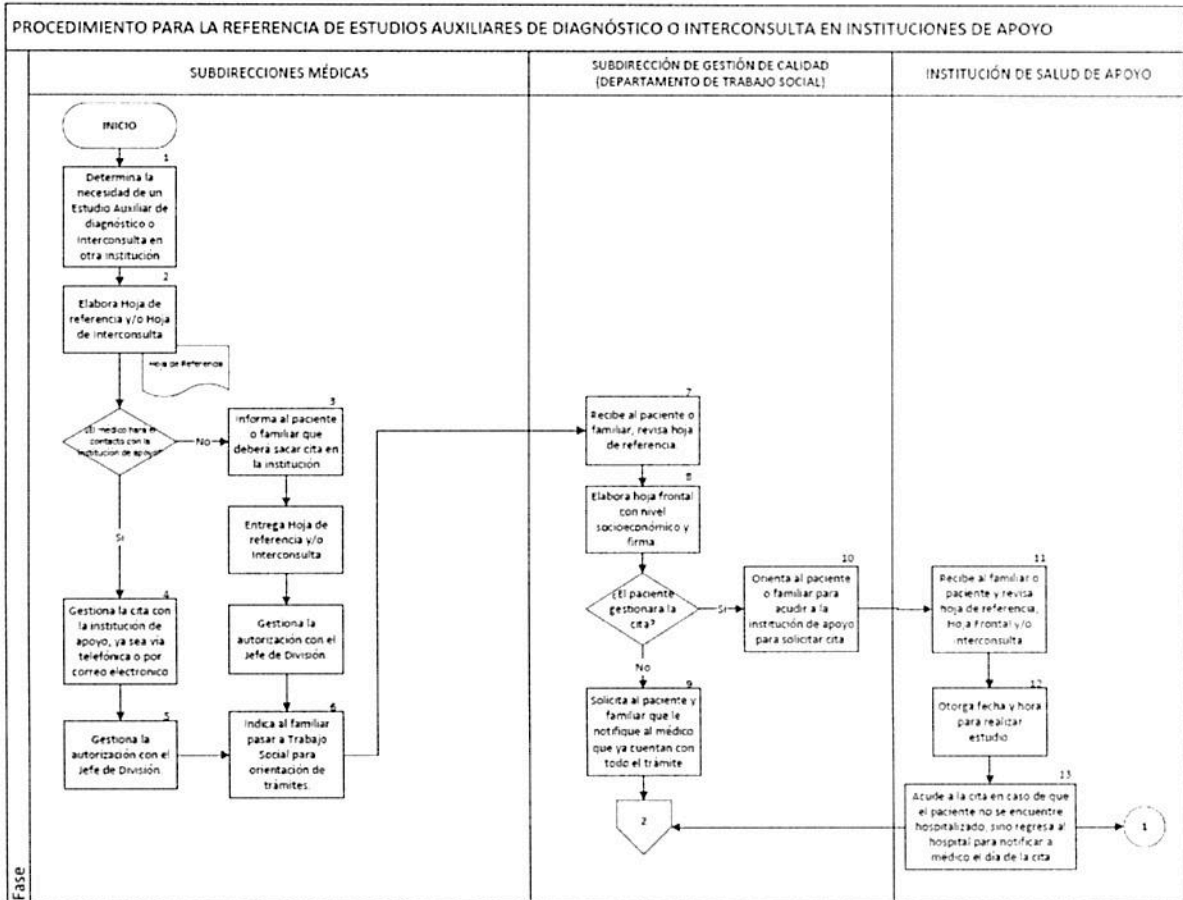 PROCEDIMIENTO PARA LA REFERENCIA DE ESTUDIOS AUXILIARES DE DIAGNÓSTICO O INTERCONSULTA EN INSTITUCIONES DE APOYO
SUBDIRECCIONES MÉDICAS
SUBDIRECCIÓN DE GESTIÓN DE CALIDAD
(DEPARTAMENTO DE TRABAJO SOCIAL)
INSTITUCIÓN DE SALUD DE APOYO
INICIO
1
Determina la
necesidad de un
Estudio Auxiliar de
diagnóstico o
Interconsulta en
otra institución
2
Elabora Hoja de
referencia y/o Hoja
de Interconsulta
Hoja de Referencia
¿El medico hara el
contacto con la
institucion de apoyo?
No
3
Informa al paciente
o familiar que
deberá sacar cita en
la institución
Entrega Hoja de
referencia y/o
Interconsulta
Gestiona la
autorización con el
Jefe de División.
Si
4
Gestiona la cita con
la institución de
apoyo, ya sea vía
telefónica o por
correo electronico
5
Gestiona la
autorización con el
Jefe de División.
6
Indica al familiar
pasar a Trabajo
Social para
orientación de
trámites.
7
Recibe al paciente o
familiar, revisa hoja
de referencia.
8
Elabora hoja frontal
con nivel
socioeconómico y
firma
¿El paciente
gestionara la
cita?
Si
No
9
Solicita al paciente y
familiar que le
notifique al médico
que ya cuentan con
todo el trámite
2
10
Orienta al paciente
o familiar para
acudir a la
institución de apoyo
para solicitar cita
11
Recibe al familiar o
paciente y revisa
hoja de referencia,
Hoja Frontal y/o
interconsulta
12
Otorga fecha y hora
para realizar
estudio
13
Acude a la cita en caso de que
el paciente no se encuentre
hospitalizado, sino regresa al
hospital para notificar a
médico el día de la cita
1
Fase